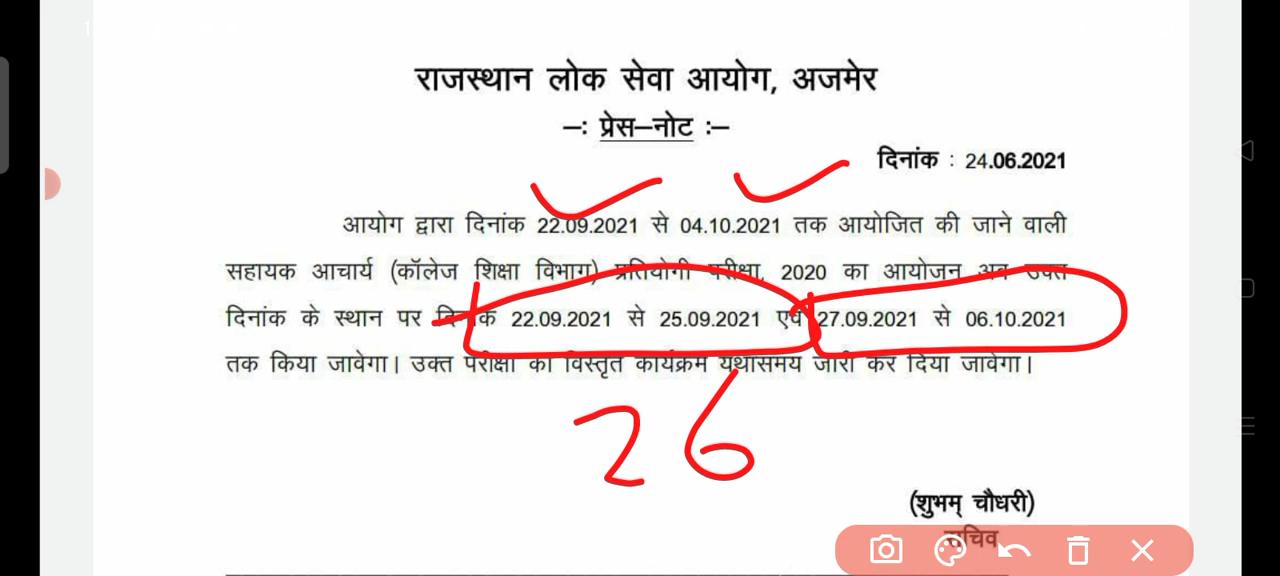 राजस्थान लोक सेवा आयोग, अजमेर
–: प्रेस–नोट :–
दिनांक : 24.06.2021
आयोग द्वारा दिनांक 22.09.2021 से 04.10.2021 तक आयोजित की जाने वाली
सहायक आचार्य (कॉलेज शिक्षा विभाग) प्रतियोगी परीक्षा, 2020 का आयोजन अब उक्त
दिनांक के स्थान पर दिनांक 22.09.2021 से 25.09.2021 एवं 27.09.2021 से 06.10.2021
तक किया जावेगा। उक्त परीक्षा का विस्तृत कार्यक्रम यथासमय जारी कर दिया जावेगा।
26
(शुभम् चौधरी)
सचिव